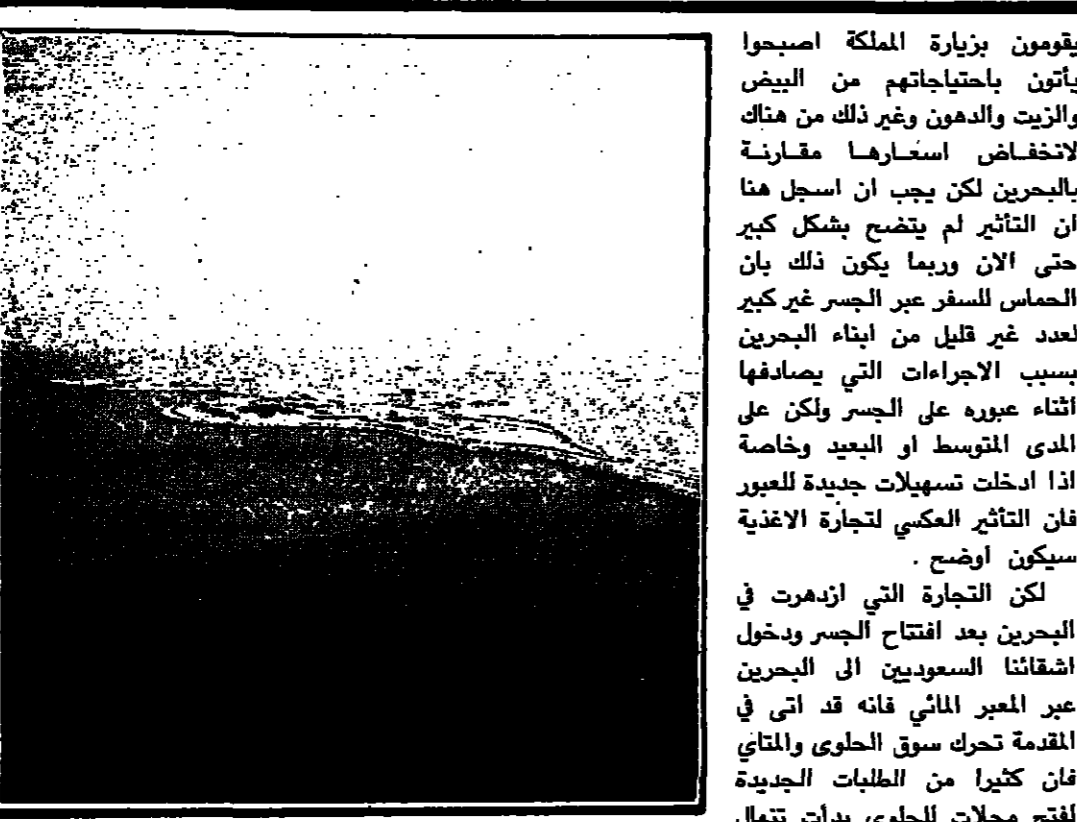 يقومون بزيارة المملكة اصبحوا
يأتون باحتياجاتهم من البيض
والزيت والدهون وغير ذلك من هناك
لانخفاض اسعارها مقارنة
بالبحرين لكن يجب ان اسجل هنا
ان التأثير لم يتضح بشكل كبير
حتى الان وربما يكون ذلك بان
الحماس للسفر عبر الجسر غير كبير
لعدد غير قليل من ابناء البحرين
بسبب الاجراءات التي يصادفها
اثناء عبوره على الجسر ولكن على
المدى المتوسط او البعيد وخاصة
اذا ادخلت تسهيلات جديدة للعبور
فان التأثير العكسي لتجارة الاغذية
سيكون اوضح .
لكن التجارة التي ازدهرت في
البحرين بعد افتتاح الجسر ودخول
اشقائنا السعوديين الى البحرين
عبر المعبر المائي فانه قد اتى في
المقدمة تحرك سوق الحلوى والمتاي
فان كثيرا من الطلبات الجديدة
لفتح محلات للحلوى بدأت تنهال